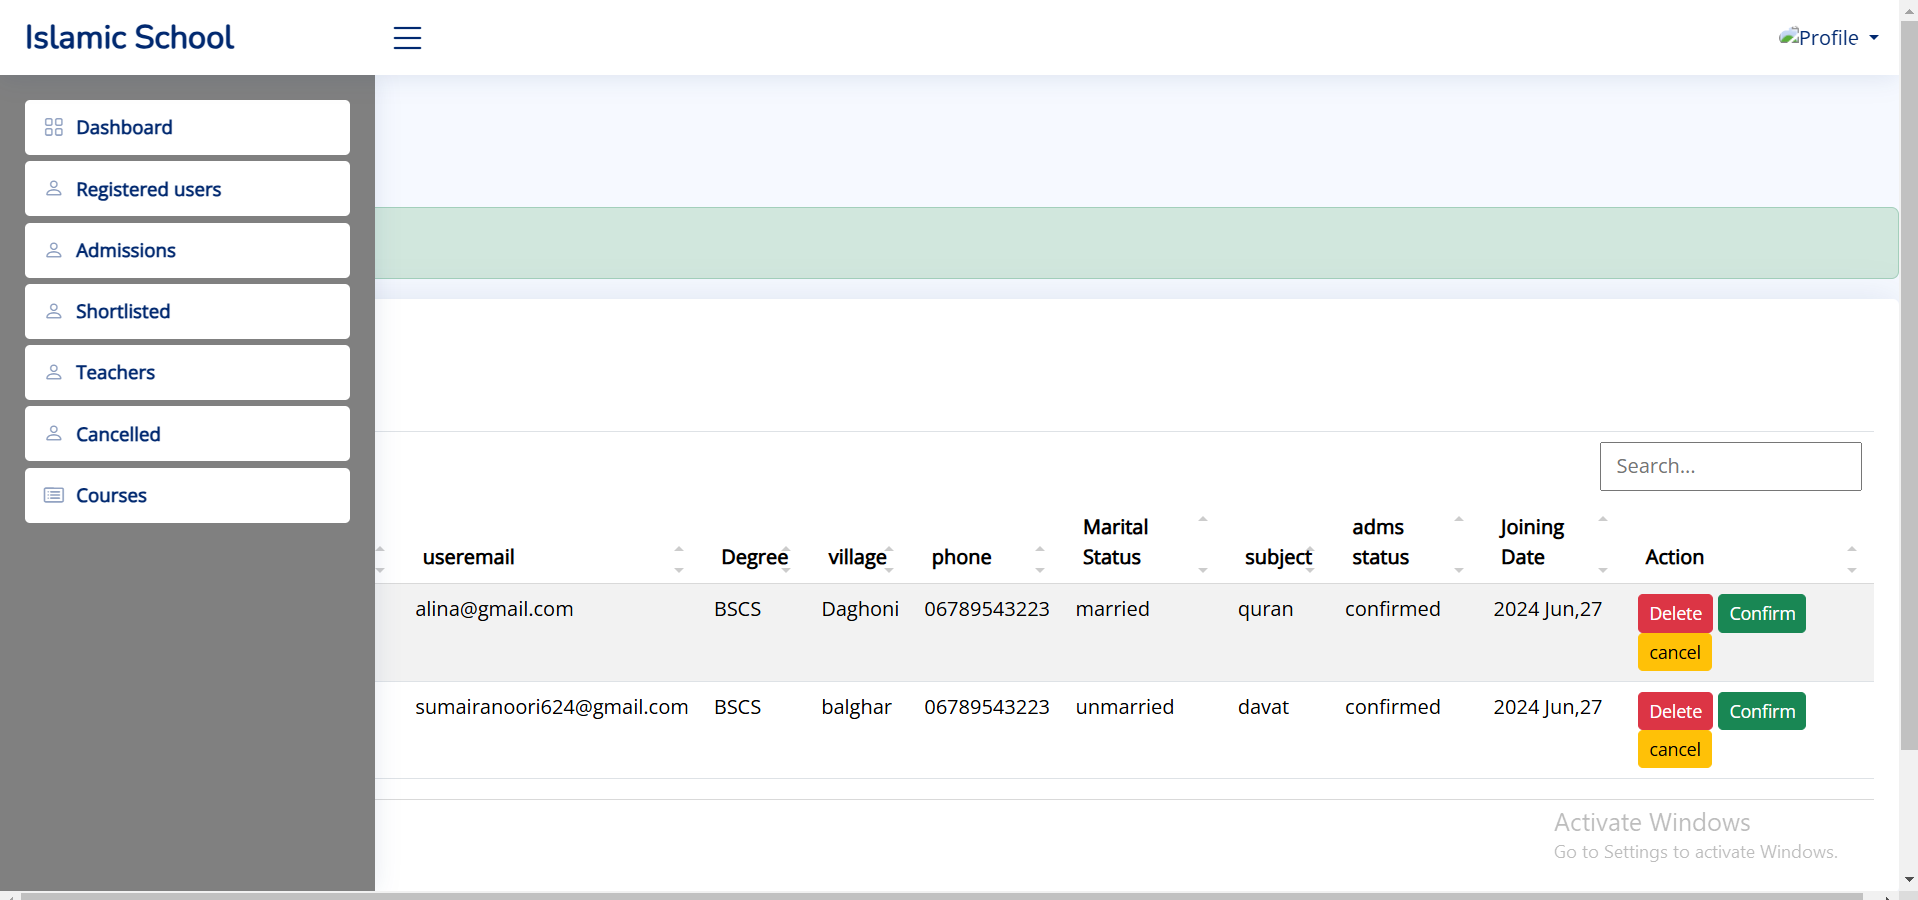 Islamic School
Profile
Dashboard
Registered users
Admissions
Shortlisted
Teachers
Cancelled
Courses
Search...
useremail Degree village phone Marital Status subject adms status Joining Date Action
alina@gmail.com BSCS Daghoni 06789543223 married quran confirmed 2024 Jun,27 Delete Confirm
cancel
sumairanoori624@gmail.com BSCS balghar 06789543223 unmarried davat confirmed 2024 Jun,27 Delete Confirm
cancel
Activate Windows
Go to Settings to activate Windows.